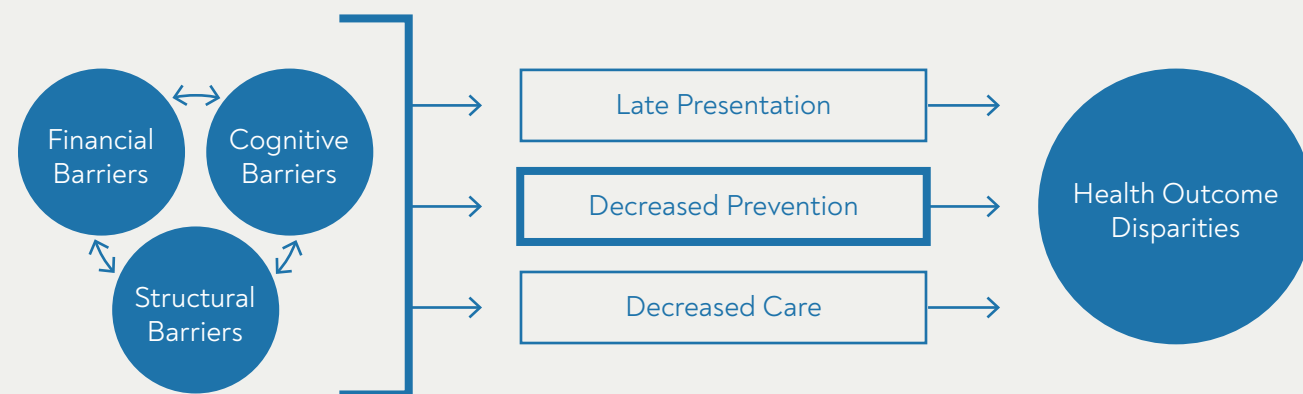 Financial
Barriers
Cognitive
Barriers
Structural
Barriers
Late Presentation
Decreased Prevention
Decreased Care
Health Outcome
Disparities